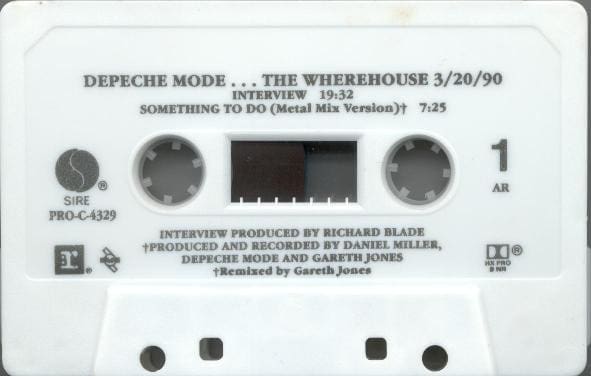 DEPECHE MODE . . . THE WHEREHOUSE 3/20/90
INTERVIEW 19:32
SOMETHING TO DO (Metal Mix Version)† 7:25
S ®
SIRE
PRO-C-4329
1
AR
INTERVIEW PRODUCED BY RICHARD BLADE
†PRODUCED AND RECORDED BY DANIEL MILLER,
DEPECHE MODE AND GARETH JONES
†Remixed by Gareth Jones
r ®
®
HX PRO
B NR